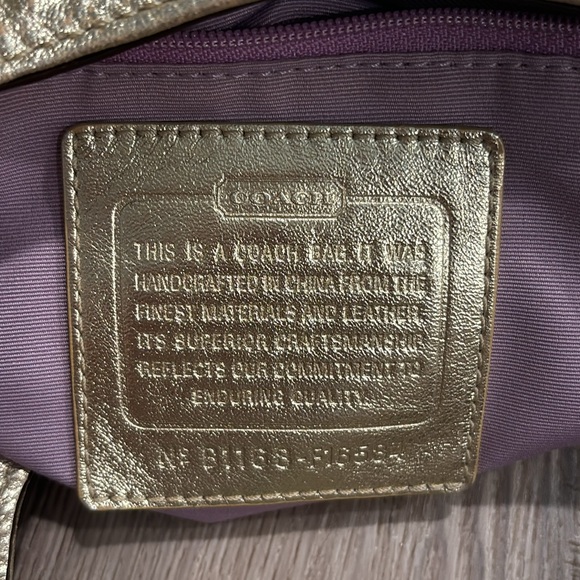 COACH
THIS IS A COACH BAG. IT WAS
HANDCRAFTED IN CHINA FROM THE
FINEST MATERIALS AND LEATHER.
ITS SUPERIOR CRAFTSMANSHIP
REFLECTS OUR COMMITMENT TO
ENDURING QUALITY.
Nº